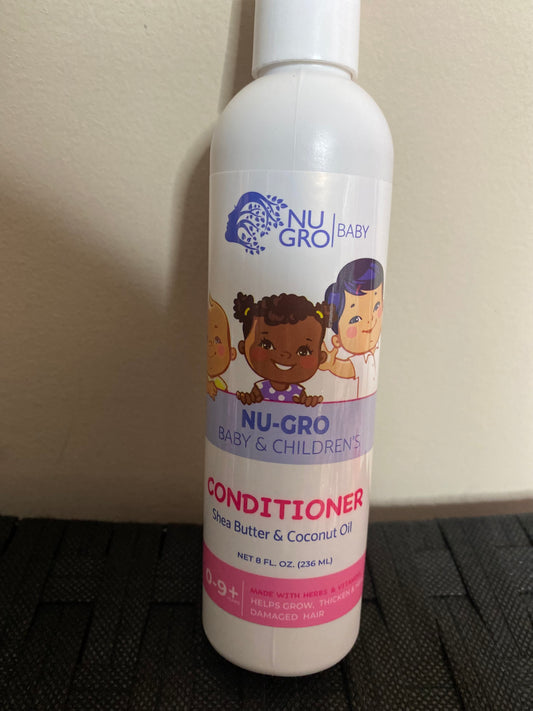 NU
GRO BABY
NU-GRO
BABY & CHILDREN'S
CONDITIONER
Shea Butter & Coconut Oil
NET 8 FL. OZ. (236 ML)
0-9+
MADE WITH HERBS &
HELPS GROW, THICKEN &
DAMAGED HAIR